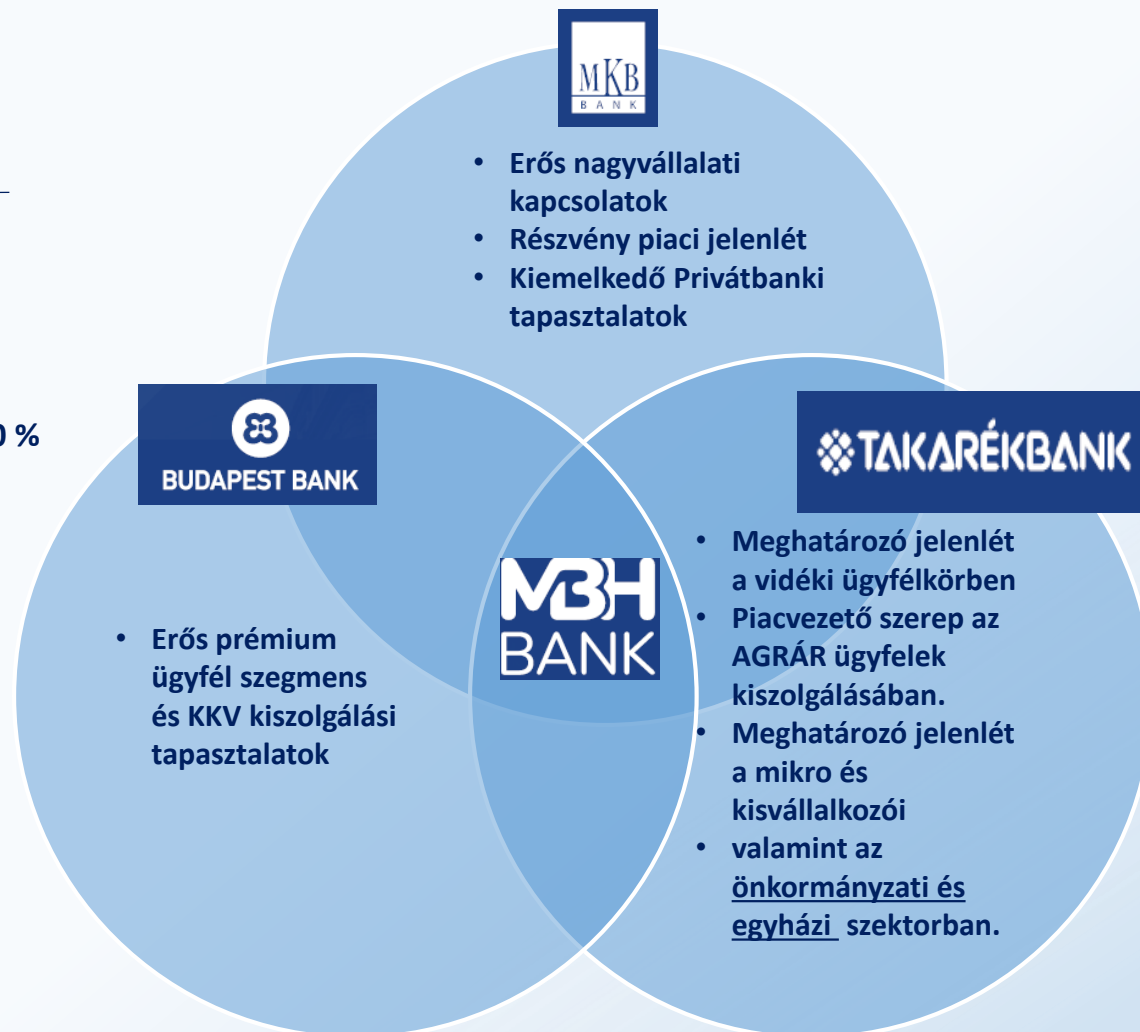 MKB
BANK
• Erős nagyvállalati
kapcsolatok
• Részvény piaci jelenlét
• Kiemelkedő Privátbanki
tapasztalatok
0 %
BUDAPEST BANK
• Erős prémium
ügyfél szegmens
és KKV kiszolgálási
tapasztalatok
MBH
BANK
TAKARÉKBANK
• Meghatározó jelenlét
a vidéki ügyfélkörben
• Piacvezető szerep az
AGRÁR ügyfelek
kiszolgálásában.
• Meghatározó jelenlét
a mikro és
kisvállalkozói
• valamint az
önkormányzati és
egyházi szektorban.